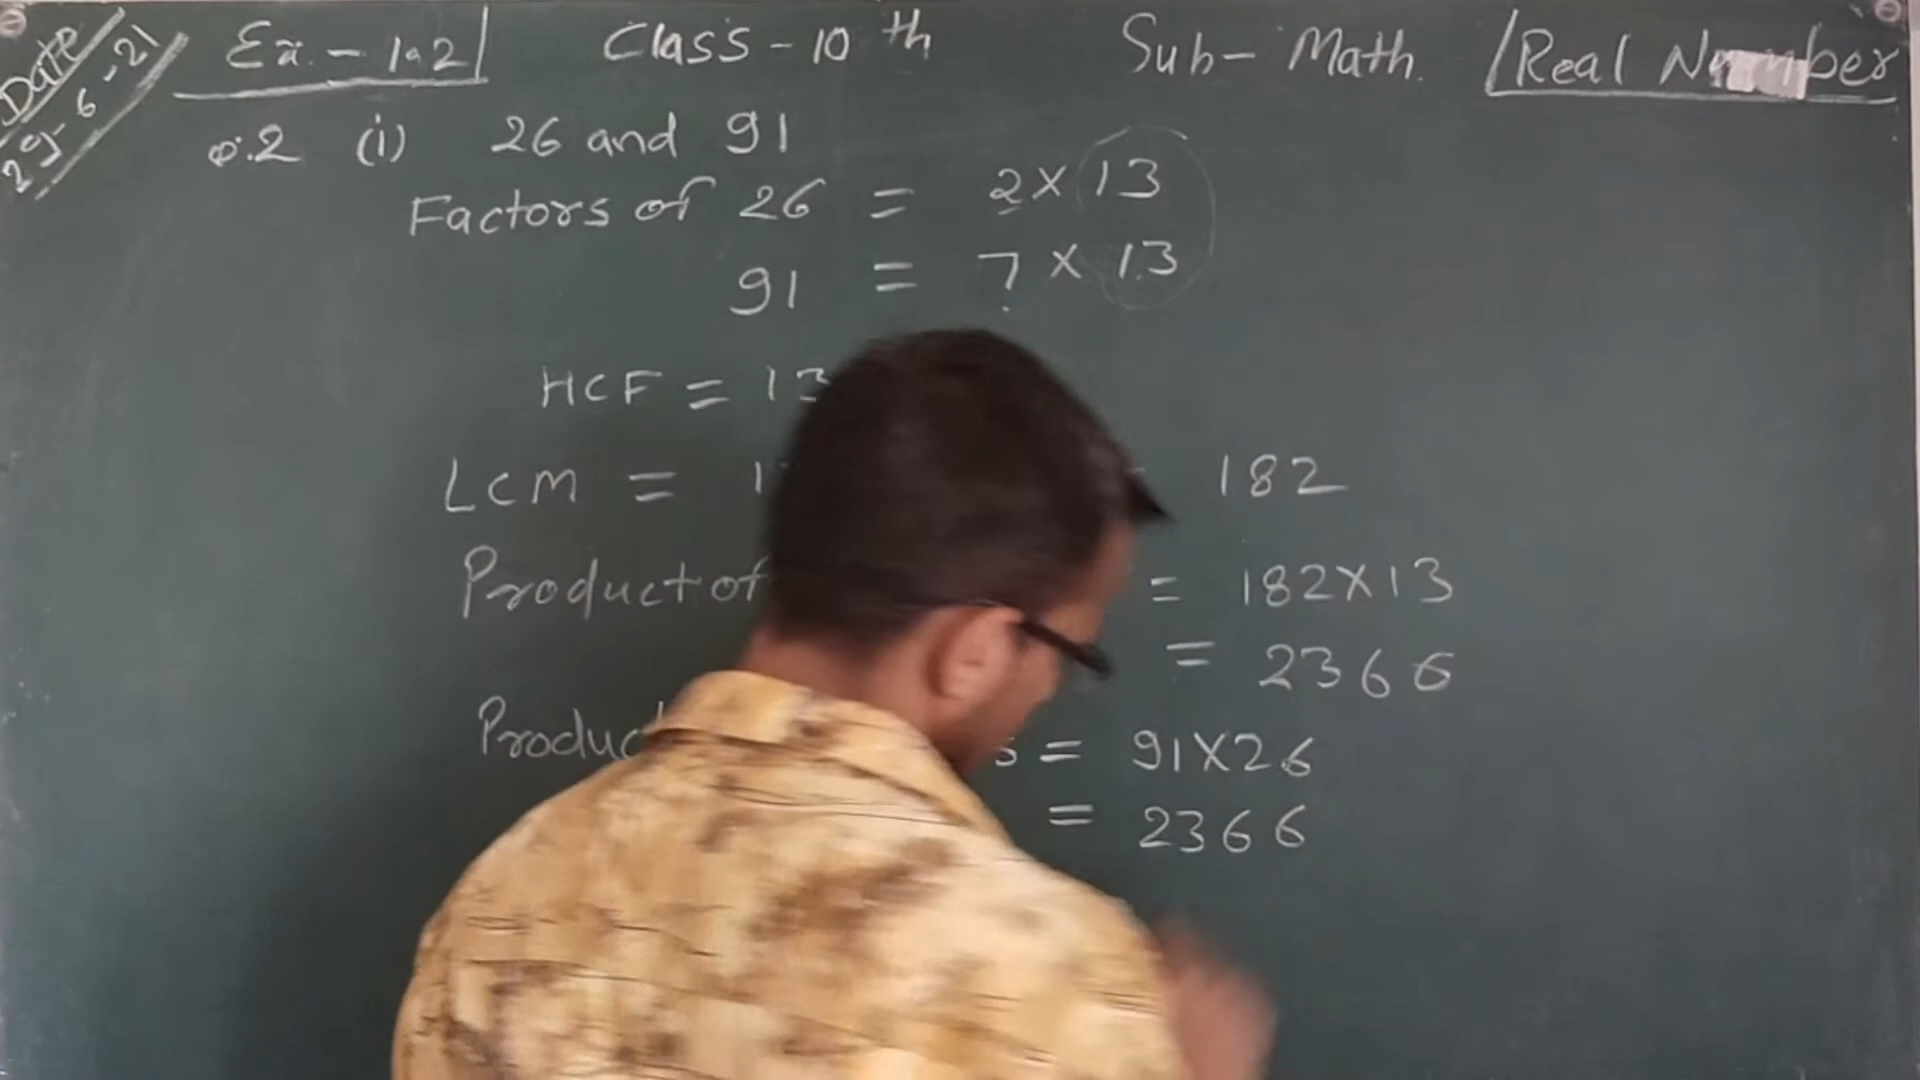 Date
29-6-21
Ex.- 1.2 Class-10 th Sub- Math. Real Number
Q.2 (i) 26 and 91
Factors of 26 = 2×13
91 = 7×13
HCF = 13
LCM = 182
Product of = 182×13
= 2366
= 91×26
= 2366